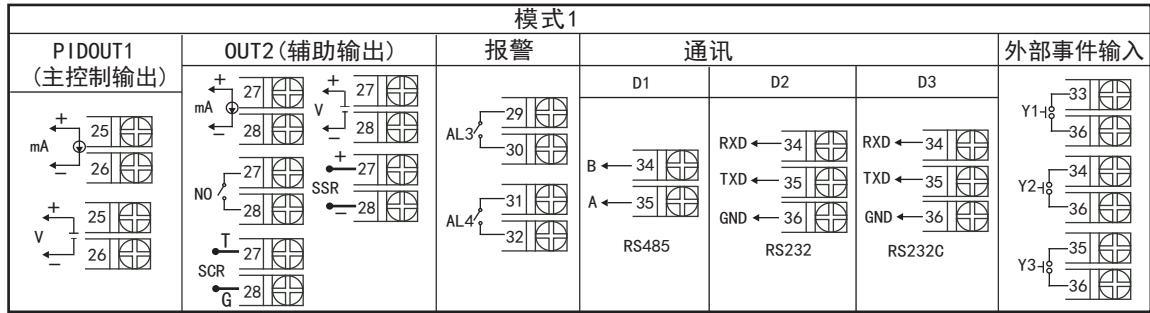 模式1
PIDOUT1
(主控制输出)
OUT2(辅助输出)
报警
通讯
外部事件输入
D1
D2
D3
+
mA
−
25
26
+
V
−
25
26
+
mA
−
27
28
+
V
−
27
28
NO
27
28
+
SSR
−
27
28
T
SCR
G
27
28
AL3
29
30
AL4
31
32
B 34
A 35
RS485
RXD 34
TXD 35
GND 36
RS232
RXD 34
TXD 35
GND 36
RS232C
Y1
33
36
Y2
34
36
Y3
35
36